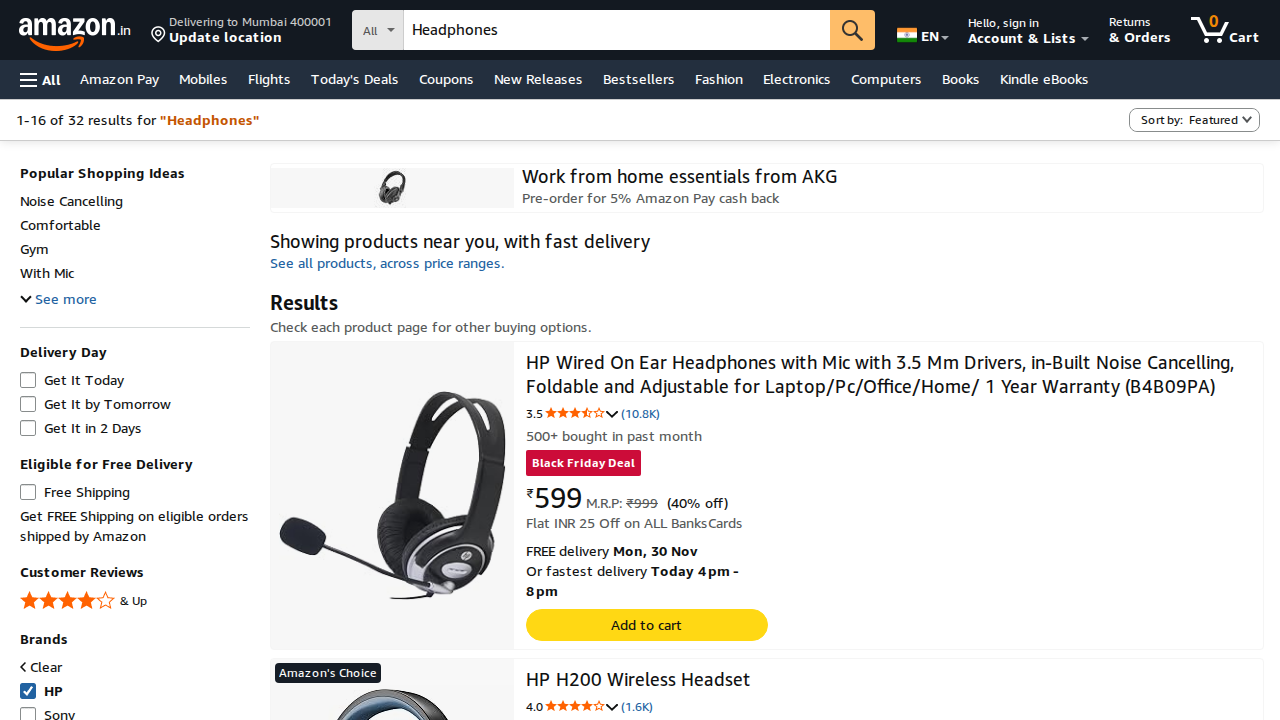 amazon.in
Delivering to Mumbai 400001
Update location
All
Headphones
EN
Hello, sign in
Account & Lists
Returns
& Orders
0
Cart
All
Amazon Pay
Mobiles
Flights
Today's Deals
Coupons
New Releases
Bestsellers
Fashion
Electronics
Computers
Books
Kindle eBooks
1-16 of 32 results for "Headphones"
Sort by: Featured
Popular Shopping Ideas
Noise Cancelling
Comfortable
Gym
With Mic
See more
Delivery Day
Get It Today
Get It by Tomorrow
Get It in 2 Days
Eligible for Free Delivery
Free Shipping
Get FREE Shipping on eligible orders
shipped by Amazon
Customer Reviews
& Up
Brands
Clear
HP
Sony
Work from home essentials from AKG
Pre-order for 5% Amazon Pay cash back
Showing products near you, with fast delivery
See all products, across price ranges.
Results
Check each product page for other buying options.
HP Wired On Ear Headphones with Mic with 3.5 Mm Drivers, in-Built Noise Cancelling,
Foldable and Adjustable for Laptop/Pc/Office/Home/ 1 Year Warranty (B4B09PA)
3.5 (10.8K)
500+ bought in past month
Black Friday Deal
₹599 M.R.P: ₹999 (40% off)
Flat INR 25 Off on ALL BanksCards
FREE delivery Mon, 30 Nov
Or fastest delivery Today 4 pm -
8 pm
Add to cart
Amazon's Choice
HP H200 Wireless Headset
4.0 (1.6K)